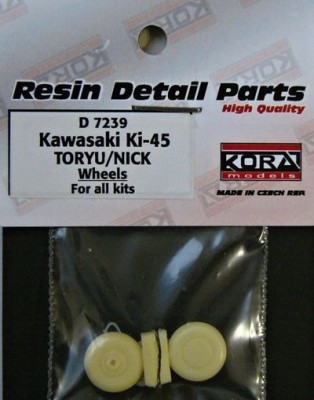 Resin Detail Parts
High Quality
D 7239
Kawasaki Ki-45
TORYU/NICK
Wheels
For all kits
KORA
models
MADE IN CZECH REP.